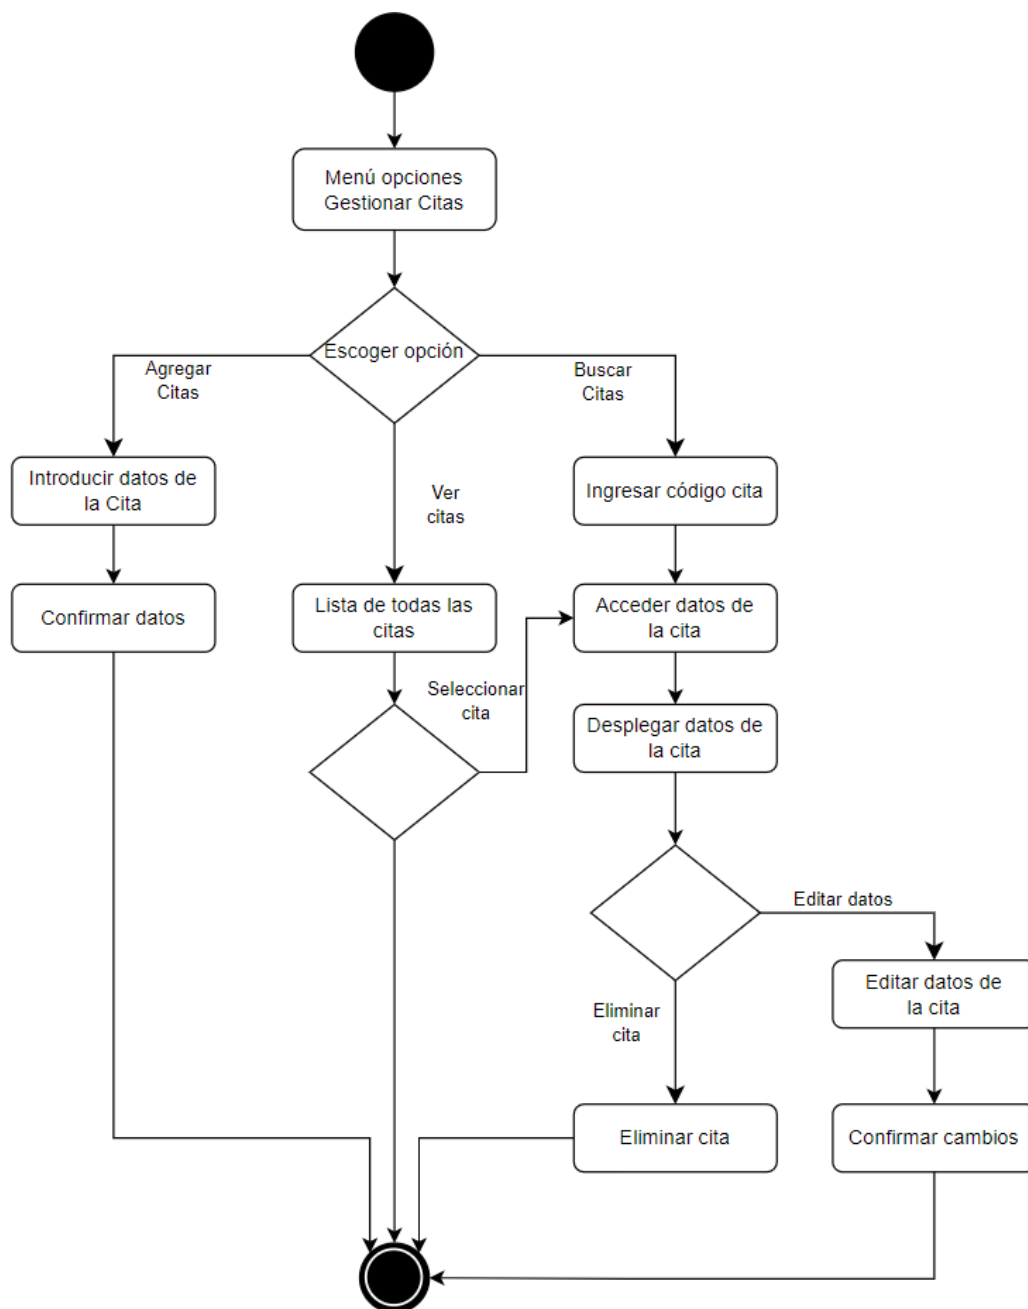 Menú opciones
Gestionar Citas
Escoger opción
Agregar
Citas
Buscar
Citas
Introducir datos de
la Cita
Ver
citas
Ingresar código cita
Confirmar datos
Lista de todas las
citas
Acceder datos de
la cita
Seleccionar
cita
Desplegar datos de
la cita
Editar datos
Eliminar
cita
Editar datos de
la cita
Eliminar cita
Confirmar cambios